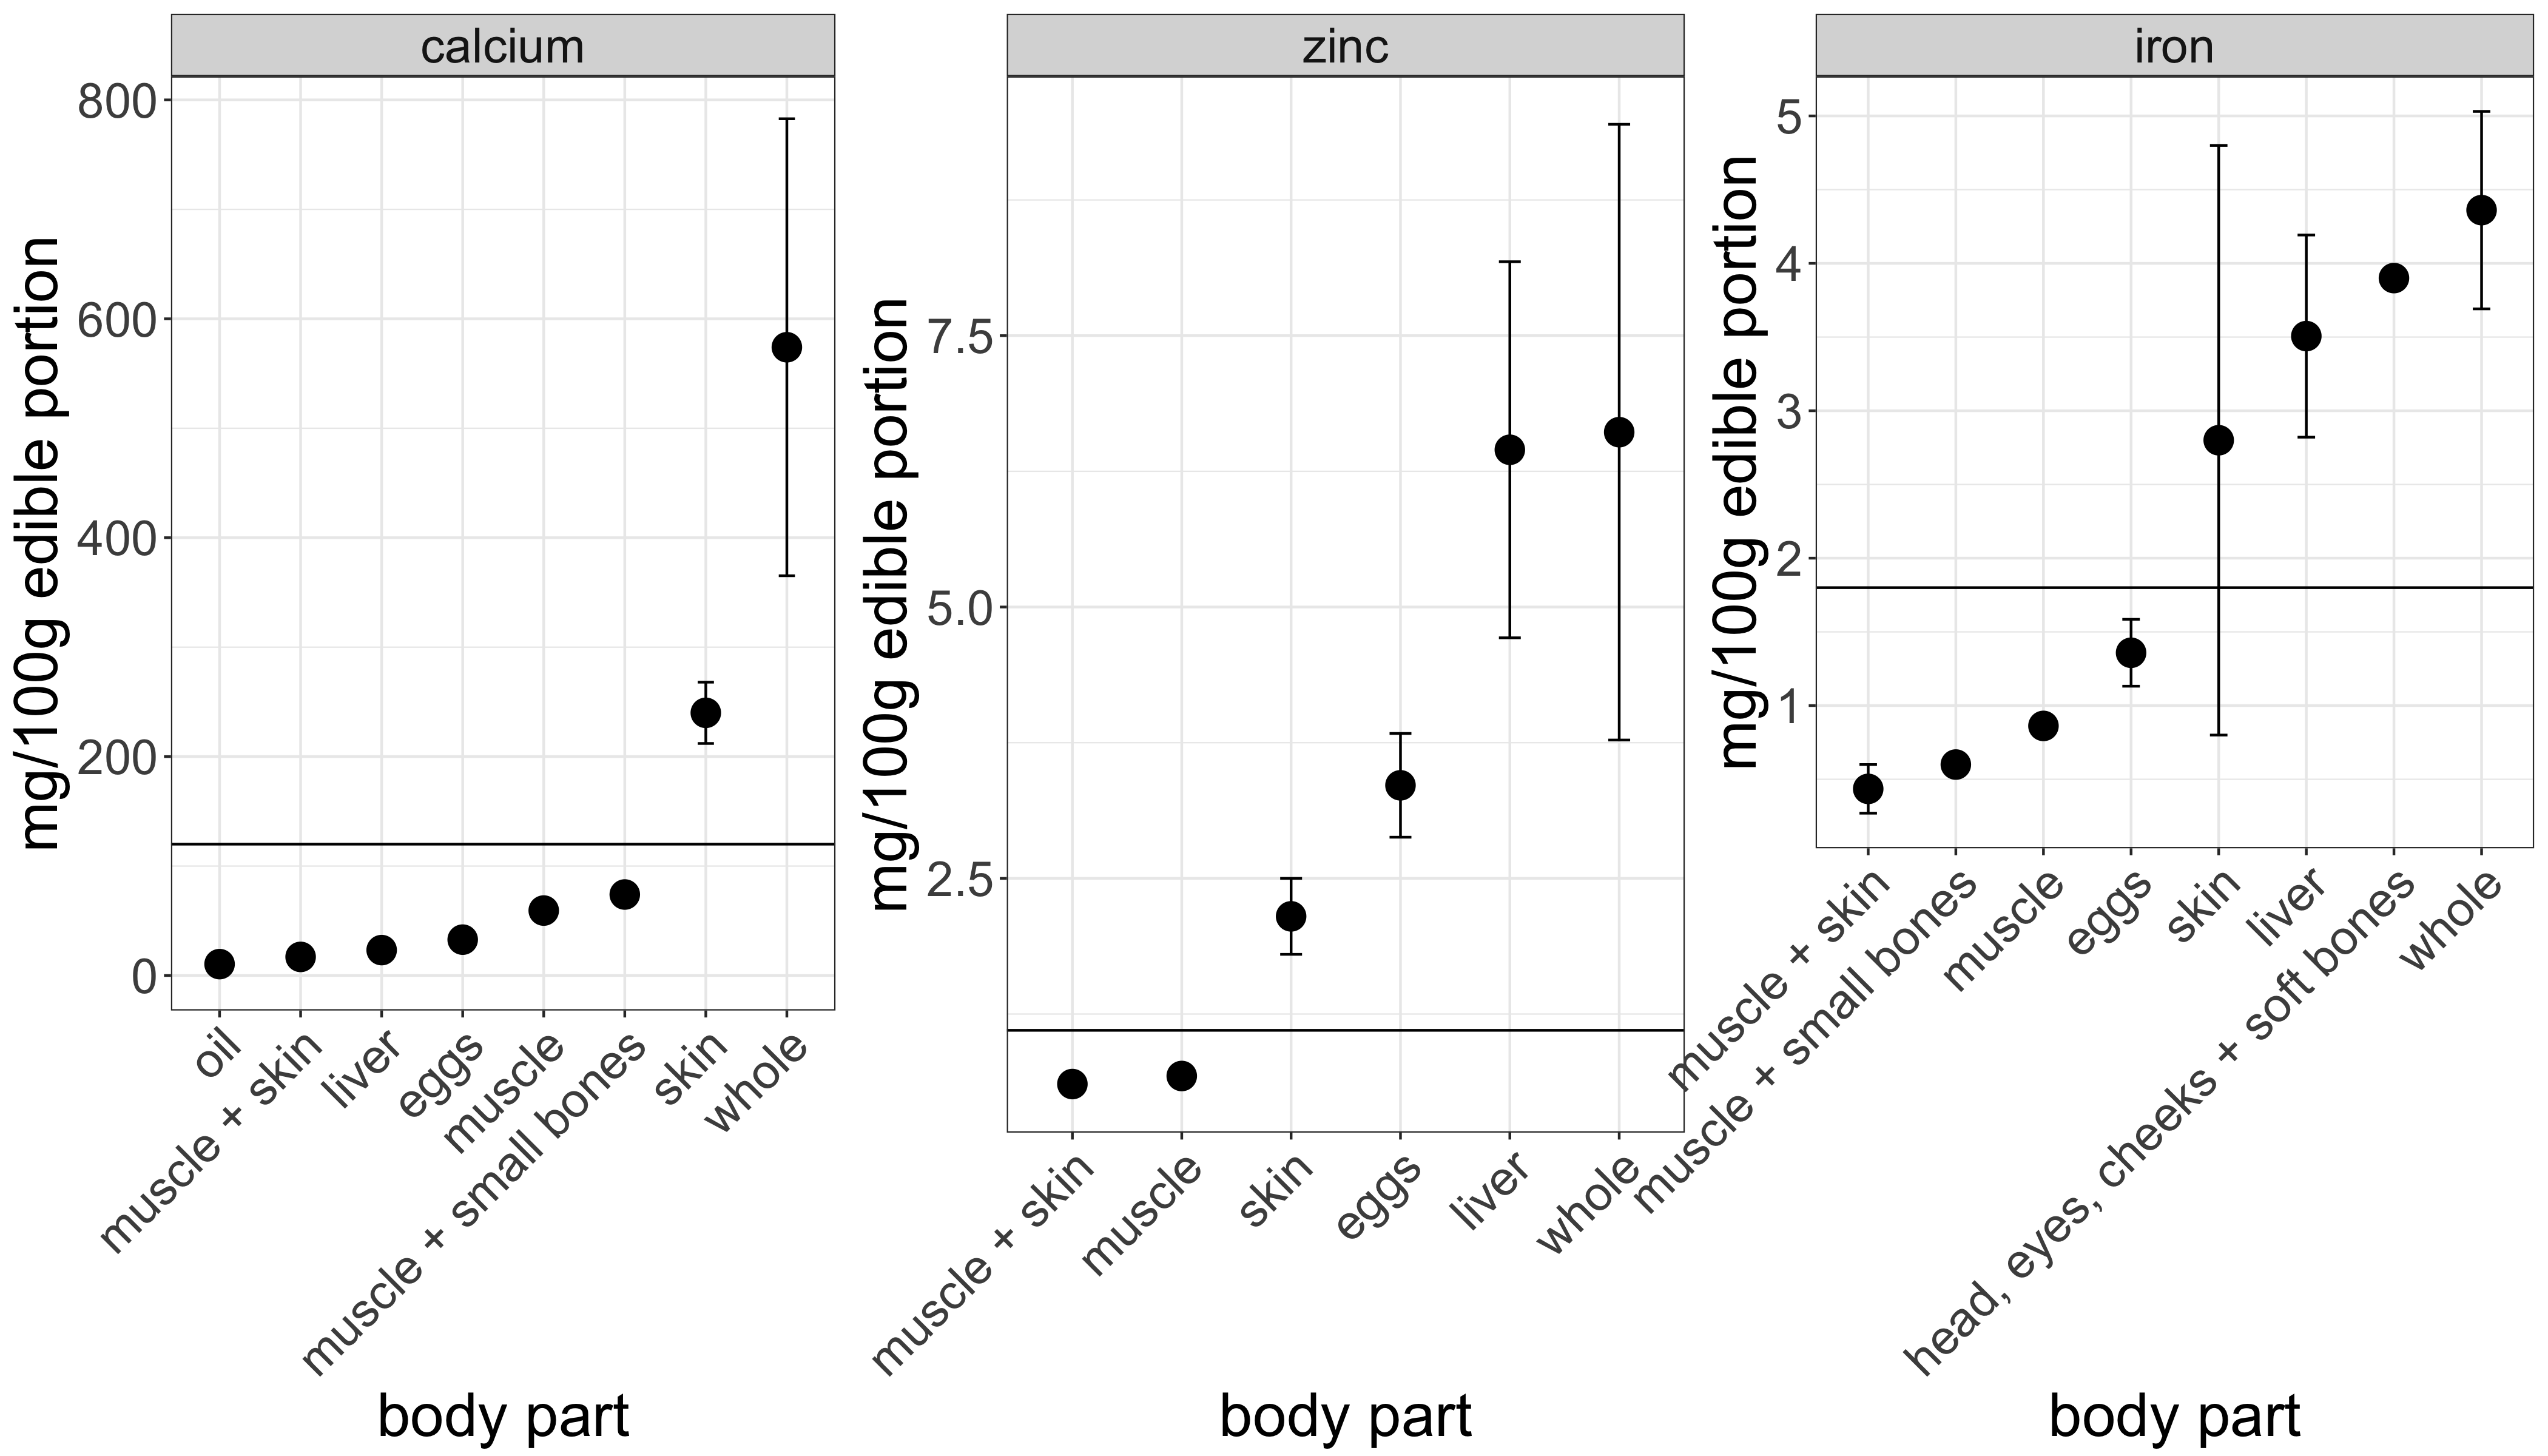 calcium
zinc
iron
mg/100g edible portion
800
600
400
200
0
oil
muscle + skin
liver
eggs
muscle
muscle + small bones
skin
whole
body part
mg/100g edible portion
7.5
5.0
2.5
muscle + skin
muscle
skin
eggs
liver
whole
body part
mg/100g edible portion
5
4
3
2
1
muscle + skin
muscle + small bones
muscle
eggs
skin
liver
head, eyes, cheeks + soft bones
whole
body part